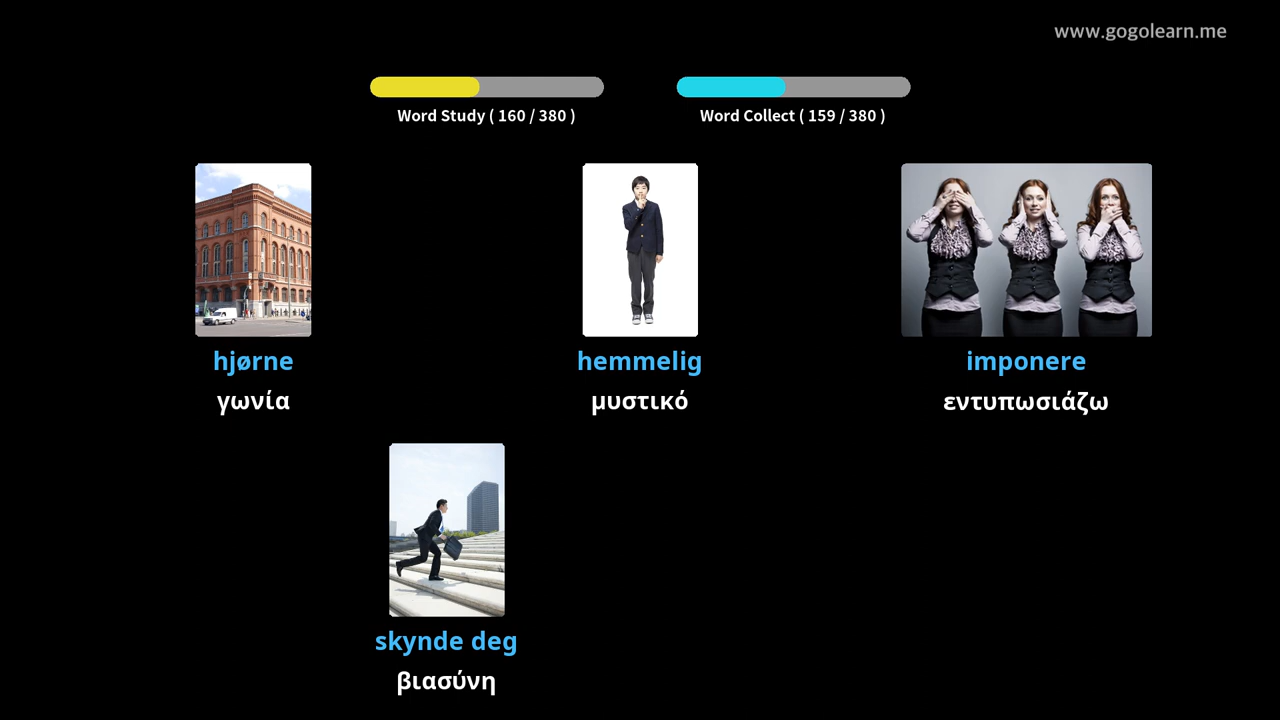 www.gogolearn.me
Word Study ( 160 / 380 )
Word Collect ( 159 / 380 )
hjørne
γωνία
hemmelig
μυστικό
imponere
εντυπωσιάζω
skynde deg
βιασύνη